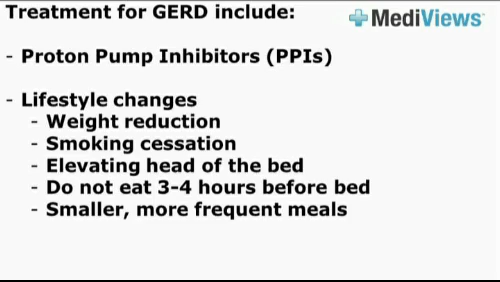 Treatment for GERD include:
MediViews
- Proton Pump Inhibitors (PPIs)
- Lifestyle changes
- Weight reduction
- Smoking cessation
- Elevating head of the bed
- Do not eat 3-4 hours before bed
- Smaller, more frequent meals